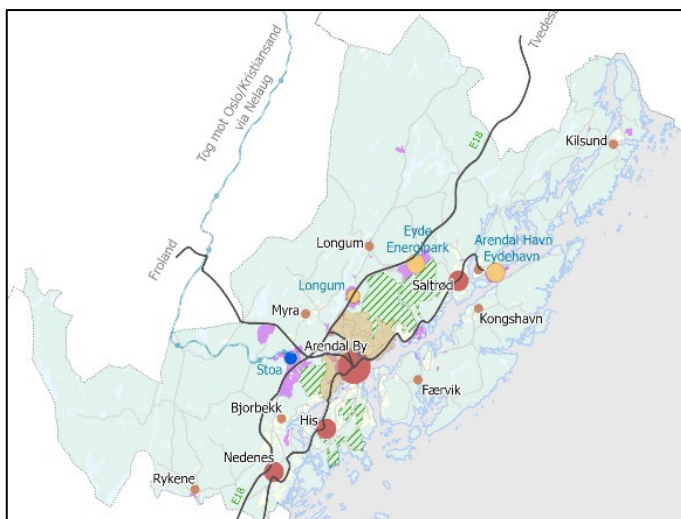 Tvedes
E18
Kilsund
Tog mot Oslo/Kristiansand
via Nelaug
Froland
Longum
Eyde
Energipark
Arendal Havn
Eydehavn
Longum
Saltrød
Myra
Kongshavn
Arendal By
Stoa
Færvik
Bjorbekk
His
Nedenes
Rykene
E18